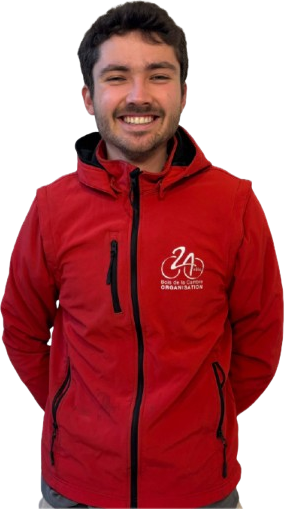 24
Bois de la Cambre
ORGANISATION